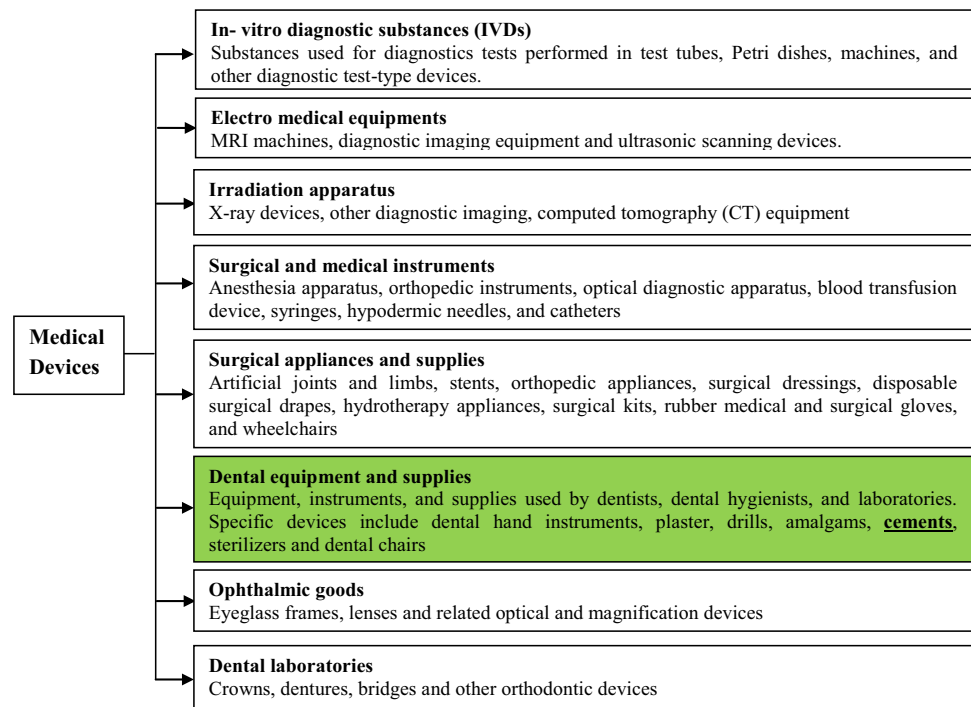 In- vitro diagnostic substances (IVDs)
Substances used for diagnostics tests performed in test tubes, Petri dishes, machines, and
other diagnostic test-type devices.
Electro medical equipments
MRI machines, diagnostic imaging equipment and ultrasonic scanning devices.
Irradiation apparatus
X-ray devices, other diagnostic imaging, computed tomography (CT) equipment
Surgical and medical instruments
Anesthesia apparatus, orthopedic instruments, optical diagnostic apparatus, blood transfusion
device, syringes, hypodermic needles, and catheters
Medical
Devices
Surgical appliances and supplies
Artificial joints and limbs, stents, orthopedic appliances, surgical dressings, disposable
surgical drapes, hydrotherapy appliances, surgical kits, rubber medical and surgical gloves,
and wheelchairs
Dental equipment and supplies
Equipment, instruments, and supplies used by dentists, dental hygienists, and laboratories.
Specific devices include dental hand instruments, plaster, drills, amalgams, cements,
sterilizers and dental chairs
Ophthalmic goods
Eyeglass frames, lenses and related optical and magnification devices
Dental laboratories
Crowns, dentures, bridges and other orthodontic devices